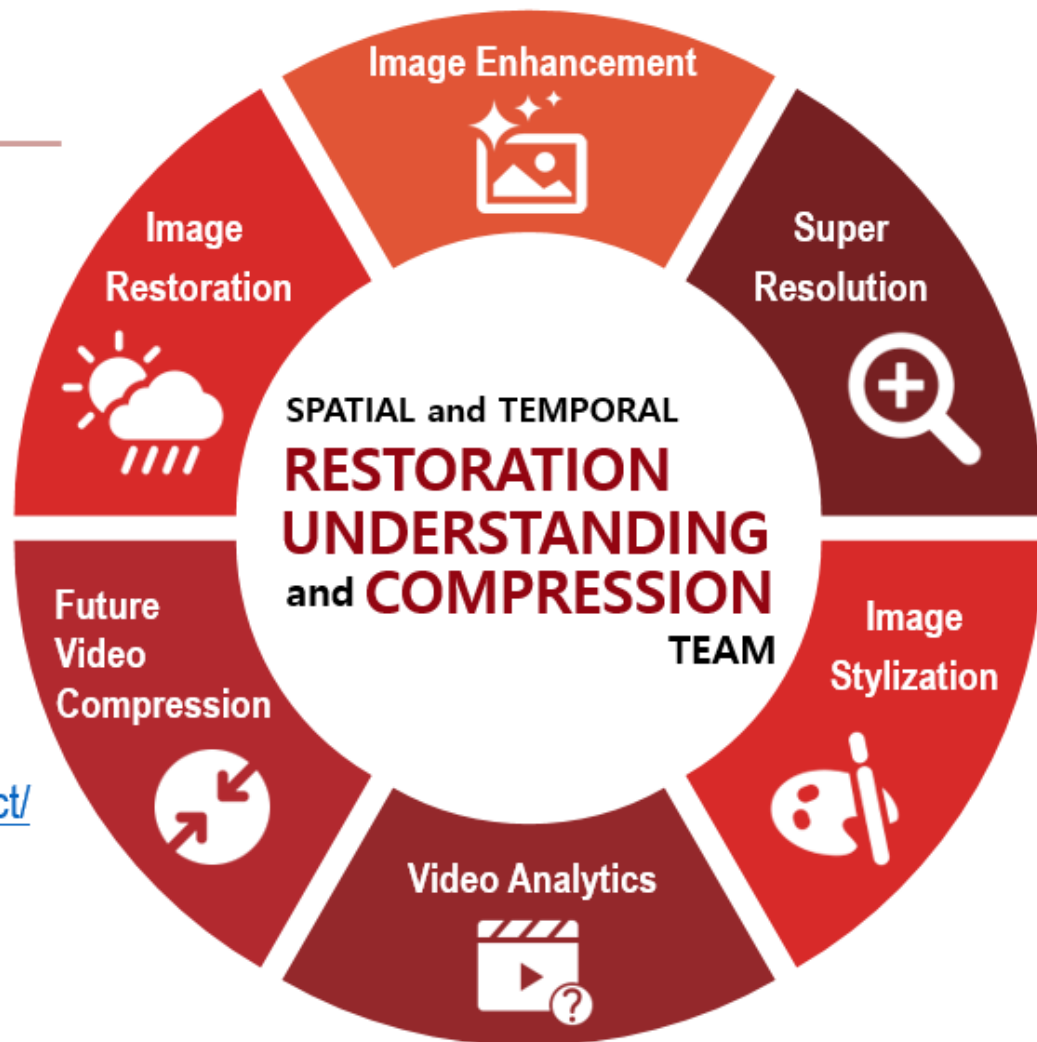 Image Enhancement
Super
Resolution
Image
Restoration
SPATIAL and TEMPORAL
RESTORATION
UNDERSTANDING
and COMPRESSION
TEAM
Future
Video
Compression
Image
Stylization
ct/
Video Analytics
?